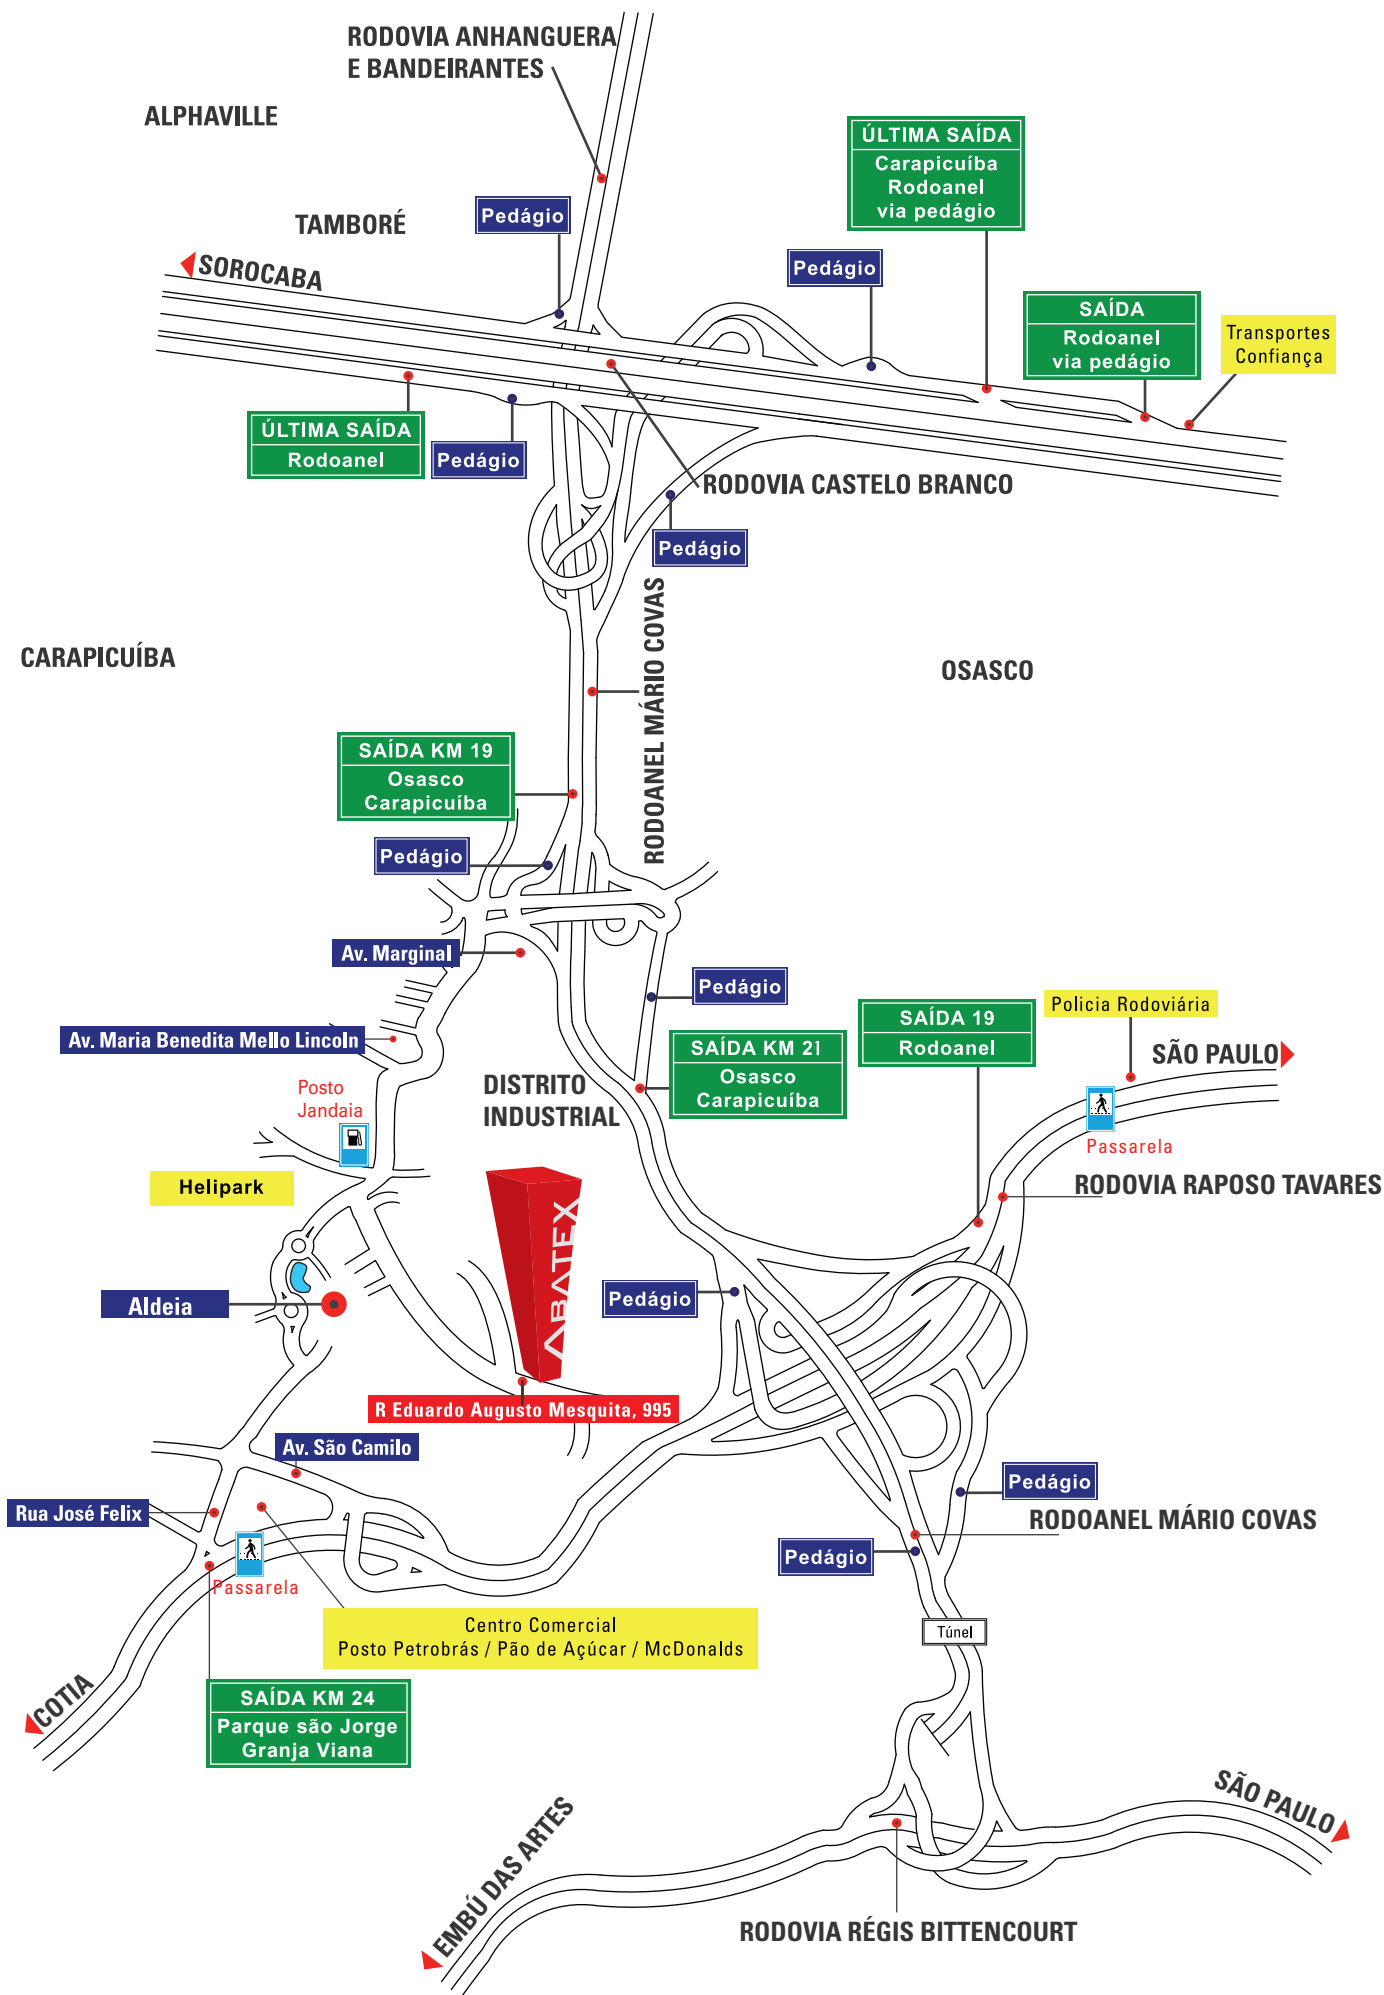 RODOVIA ANHANGUERA
E BANDEIRANTES
ALPHAVILLE
ÚLTIMA SAÍDA
Carapicuíba
Rodoanel
via pedágio
TAMBORÉ
Pedágio
SOROCABA
Pedágio
SAÍDA
Rodoanel
via pedágio
Transportes
Confiança
ÚLTIMA SAÍDA
Rodoanel
Pedágio
RODOVIA CASTELO BRANCO
Pedágio
RODOANEL MÁRIO COVAS
CARAPICUÍBA
OSASCO
SAÍDA KM 19
Osasco
Carapicuíba
Pedágio
Av. Marginal
Pedágio
SAÍDA 19
Rodoanel
Policia Rodoviária
SÃO PAULO
Av. Maria Benedita Mello Lincoln
SAÍDA KM 21
Osasco
Carapicuíba
DISTRITO
INDUSTRIAL
Posto
Jandaia
Passarela
Helipark
RODOVIA RAPOSO TAVARES
ABATEX
Aldeia
Pedágio
R Eduardo Augusto Mesquita, 995
Av. São Camilo
Rua José Felix
Pedágio
RODOANEL MÁRIO COVAS
Pedágio
Passarela
Centro Comercial
Posto Petrobrás / Pão de Açúcar / McDonalds
Túnel
COTIA
SAÍDA KM 24
Parque são Jorge
Granja Viana
SÃO PAULO
EMBÚ DAS ARTES
RODOVIA RÉGIS BITTENCOURT